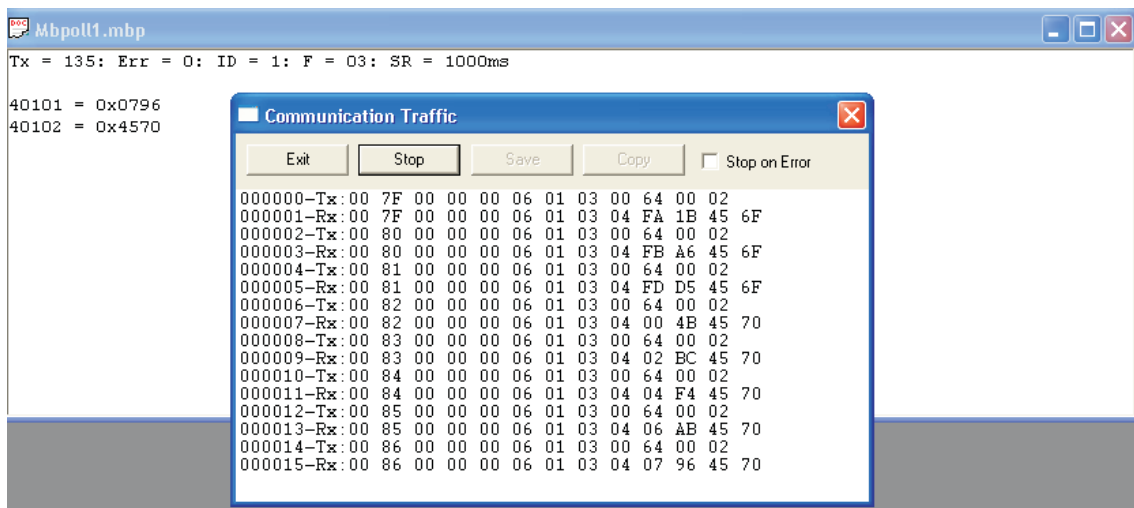 DOC Mbpoll1.mbp
Tx = 135: Err = 0: ID = 1: F = 03: SR = 1000ms
40101 = 0x0796
40102 = 0x4570
Communication Traffic
Exit Stop Save Copy Stop on Error
000000-Tx:00 7F 00 00 00 06 01 03 00 64 00 02
000001-Rx:00 7F 00 00 00 06 01 03 04 FA 1B 45 6F
000002-Tx:00 80 00 00 00 06 01 03 00 64 00 02
000003-Rx:00 80 00 00 00 06 01 03 04 FB A6 45 6F
000004-Tx:00 81 00 00 00 06 01 03 00 64 00 02
000005-Rx:00 81 00 00 00 06 01 03 04 FD D5 45 6F
000006-Tx:00 82 00 00 00 06 01 03 00 64 00 02
000007-Rx:00 82 00 00 00 06 01 03 04 00 4B 45 70
000008-Tx:00 83 00 00 00 06 01 03 00 64 00 02
000009-Rx:00 83 00 00 00 06 01 03 04 02 BC 45 70
000010-Tx:00 84 00 00 00 06 01 03 00 64 00 02
000011-Rx:00 84 00 00 00 06 01 03 04 04 F4 45 70
000012-Tx:00 85 00 00 00 06 01 03 00 64 00 02
000013-Rx:00 85 00 00 00 06 01 03 04 06 AB 45 70
000014-Tx:00 86 00 00 00 06 01 03 00 64 00 02
000015-Rx:00 86 00 00 00 06 01 03 04 07 96 45 70